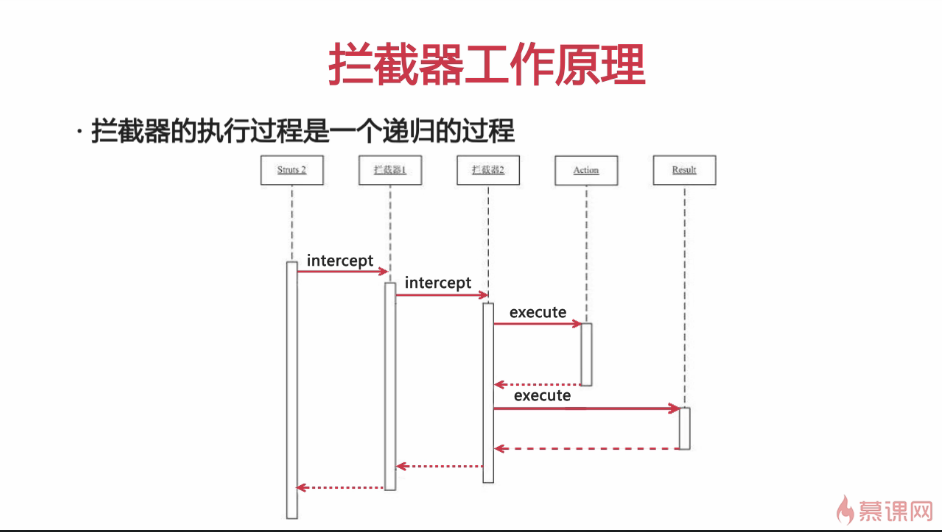 拦截器工作原理
· 拦截器的执行过程是一个递归的过程
Struts 2
拦截器1
拦截器2
Action
Result
intercept
intercept
execute
execute
慕课网